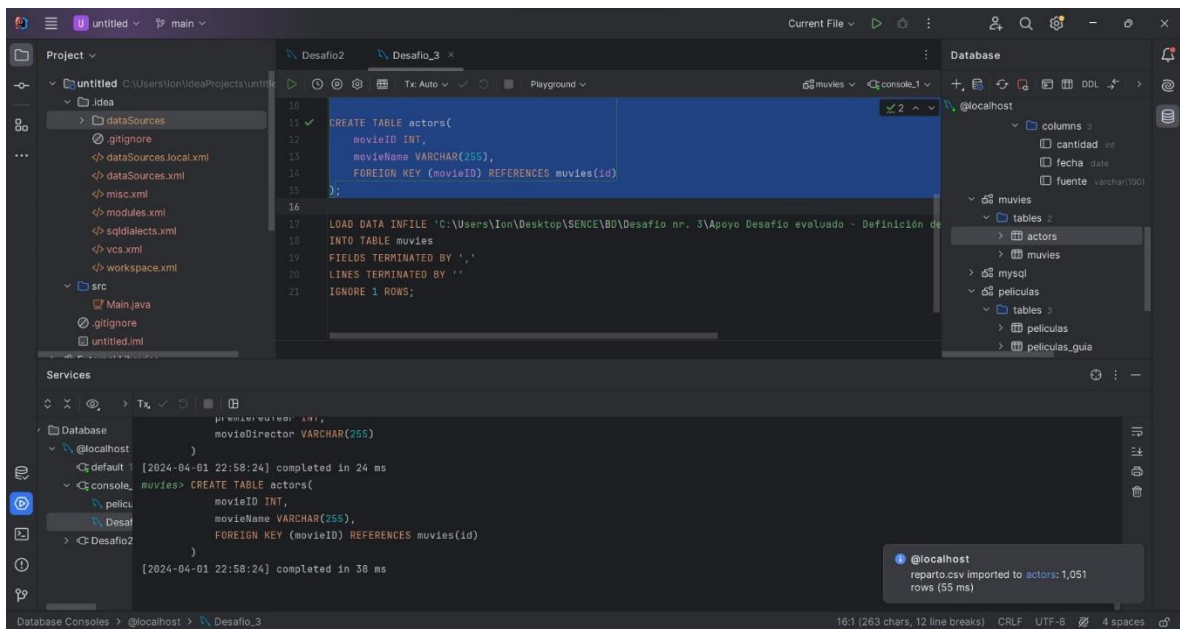 U untitled main Current File
Project
Desafio2 Desafio_3
Database
untitled C:\Users\Ion\IdeaProjects\untitle
Tx: Auto Playground muvies console_1 DDL
.idea
dataSources
.gitignore
dataSources.local.xml
dataSources.xml
misc.xml
modules.xml
sqldialects.xml
vcs.xml
workspace.xml
src
Main.java
.gitignore
untitled.iml
10
11 CREATE TABLE actors(
12 movieID INT,
13 movieName VARCHAR(255),
14 FOREIGN KEY (movieID) REFERENCES muvies(id)
15 );
16
17 LOAD DATA INFILE 'C:\Users\Ion\Desktop\SENCE\BD\Desafio nr. 3\Apoyo Desafío evaluado - Definición de
18 INTO TABLE muvies
19 FIELDS TERMINATED BY ','
20 LINES TERMINATED BY ''
21 IGNORE 1 ROWS;
2
@localhost
columns 3
cantidad int
fecha date
fuente varchar(150)
muvies
tables 2
actors
muvies
mysql
peliculas
tables 3
peliculas
peliculas_guia
Services
Tx
Database
@localhost
default 1
console_
pelicu
Desaf
Desafio2
premieredYear INT,
movieDirector VARCHAR(255)
)
[2024-04-01 22:58:24] completed in 24 ms
muvies> CREATE TABLE actors(
movieID INT,
movieName VARCHAR(255),
FOREIGN KEY (movieID) REFERENCES muvies(id)
)
[2024-04-01 22:58:24] completed in 38 ms
@localhost
reparto.csv imported to actors: 1,051
rows (55 ms)
Database Consoles > @localhost > Desafio_3 16:1 (263 chars, 12 line breaks) CRLF UTF-8 4 spaces